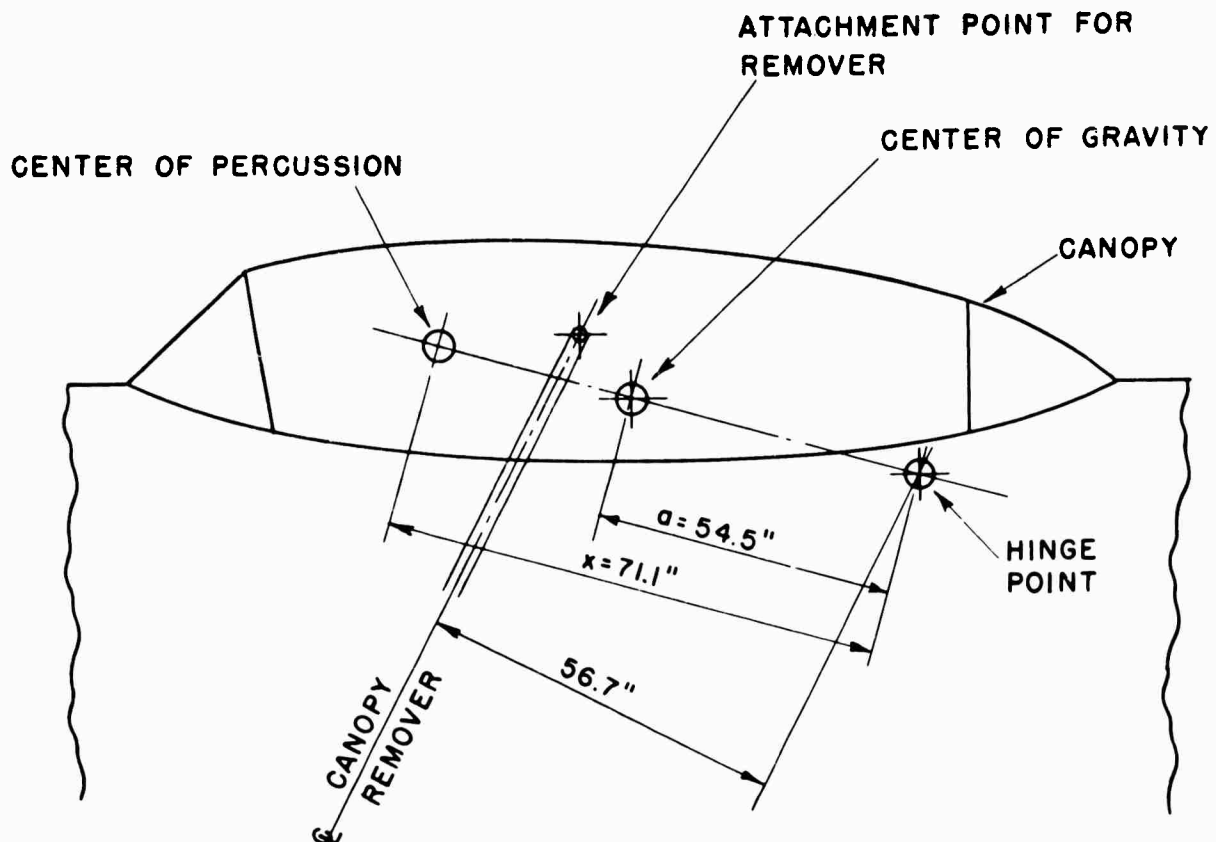 ATTACHMENT POINT FOR
REMOVER
CENTER OF GRAVITY
CENTER OF PERCUSSION
CANOPY
a = 54.5"
x = 71.1"
HINGE
POINT
56.7"
CANOPY
REMOVER
℄